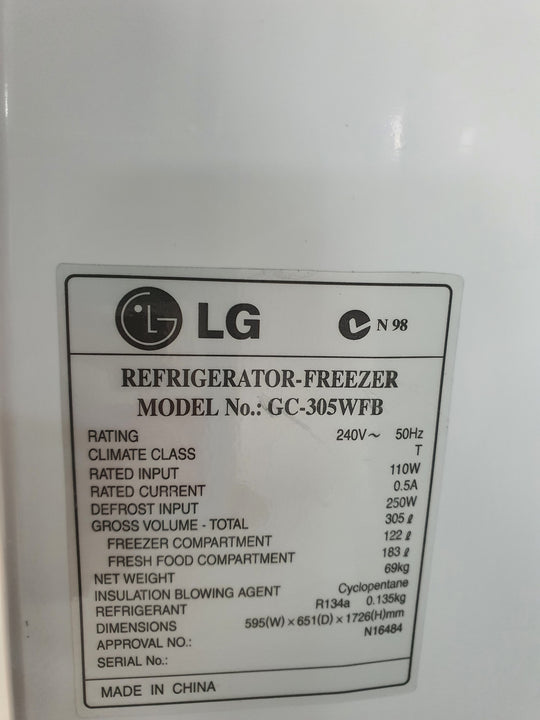 LG LG N 98
REFRIGERATOR-FREEZER
MODEL No.: GC-305WFB
RATING 240V~ 50Hz
CLIMATE CLASS T
RATED INPUT 110W
RATED CURRENT 0.5A
DEFROST INPUT 250W
GROSS VOLUME - TOTAL 305 ℓ
FREEZER COMPARTMENT 122 ℓ
FRESH FOOD COMPARTMENT 183 ℓ
NET WEIGHT 69kg
INSULATION BLOWING AGENT Cyclopentane
REFRIGERANT R134a 0.135kg
DIMENSIONS 595(W)×651(D)×1726(H)mm
APPROVAL NO.: N16484
SERIAL No.:
MADE IN CHINA